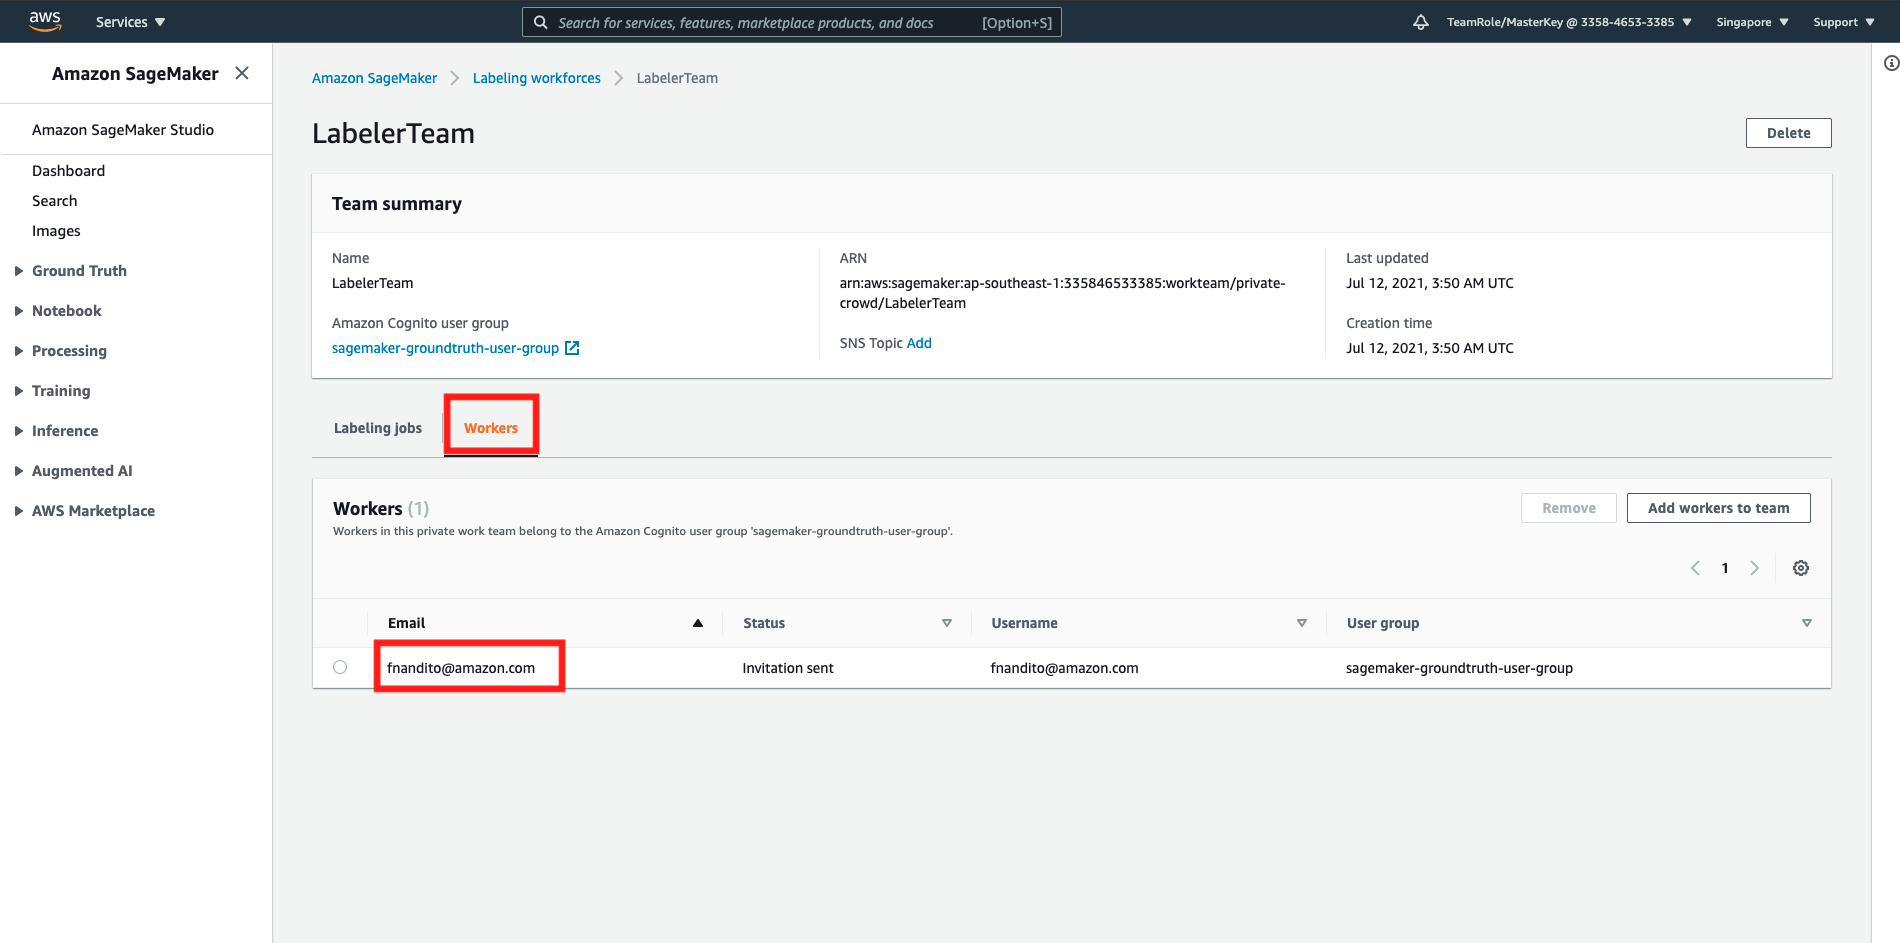 aws Services Search for services, features, marketplace products, and docs [Option+S] TeamRole/MasterKey @ 3358-4653-3385 Singapore Support
Amazon SageMaker
Amazon SageMaker Studio
Dashboard
Search
Images
Ground Truth
Notebook
Processing
Training
Inference
Augmented AI
AWS Marketplace
Amazon SageMaker Labeling workforces LabelerTeam
LabelerTeam Delete
Team summary
Name
LabelerTeam
Amazon Cognito user group
sagemaker-groundtruth-user-group
ARN
arn:aws:sagemaker:ap-southeast-1:335846533385:workteam/private-
crowd/LabelerTeam
SNS Topic Add
Last updated
Jul 12, 2021, 3:50 AM UTC
Creation time
Jul 12, 2021, 3:50 AM UTC
Labeling jobs Workers
Workers (1) Remove Add workers to team
Workers in this private work team belong to the Amazon Cognito user group 'sagemaker-groundtruth-user-group'.
1
Email Status Username User group
fnandito@amazon.com Invitation sent fnandito@amazon.com sagemaker-groundtruth-user-group